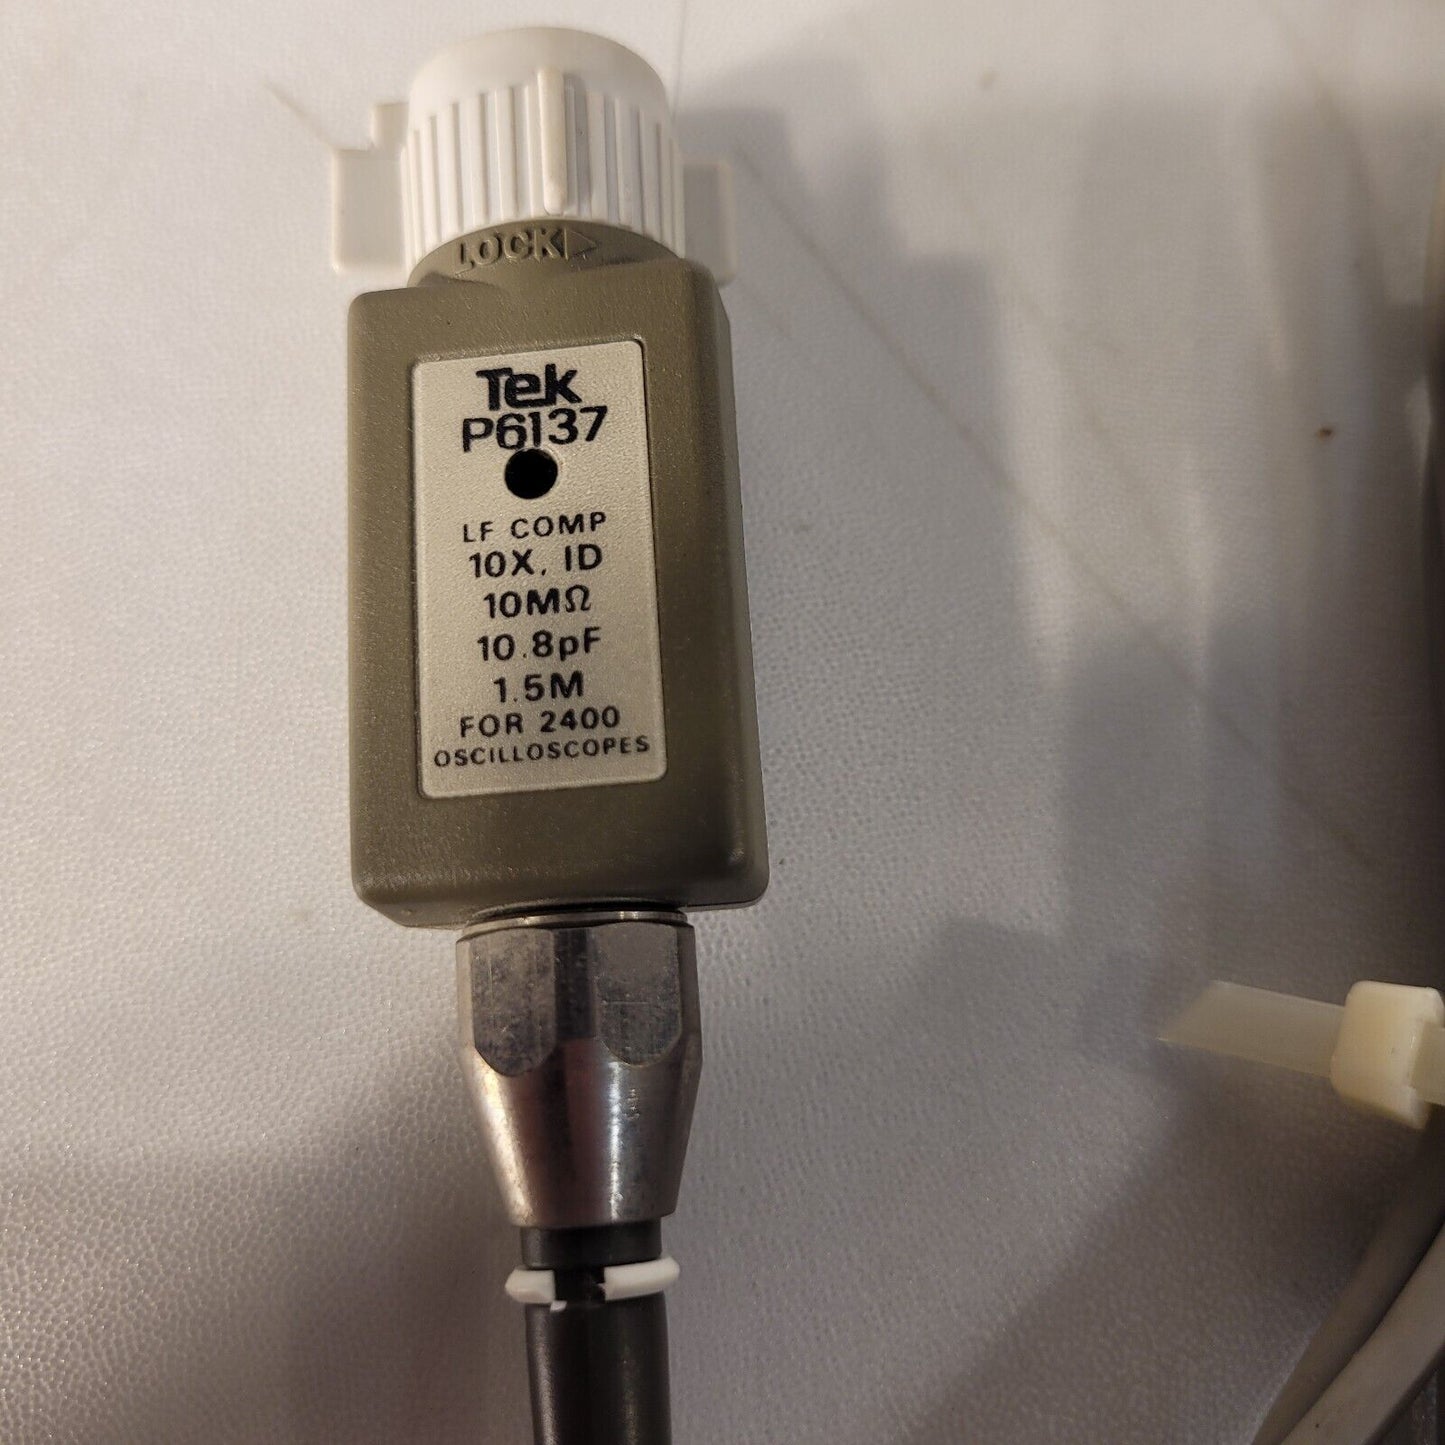 LOCK
Tek
P6137
LF COMP
10X, ID
10MΩ
10.8pF
1.5M
FOR 2400
OSCILLOSCOPES